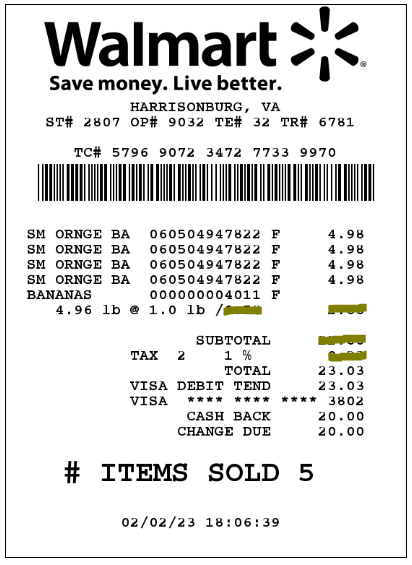 Walmart
Save money. Live better.
HARRISONBURG, VA
ST# 2807 OP# 9032 TE# 32 TR# 6781
TC# 5796 9072 3472 7733 9970
SM ORNGE BA 060504947822 F 4.98
SM ORNGE BA 060504947822 F 4.98
SM ORNGE BA 060504947822 F 4.98
SM ORNGE BA 060504947822 F 4.98
BANANAS 000000004011 F
4.96 lb @ 1.0 lb /
SUBTOTAL
TAX 2 1 %
TOTAL 23.03
VISA DEBIT TEND 23.03
VISA **** **** **** 3802
CASH BACK 20.00
CHANGE DUE 20.00
# ITEMS SOLD 5
02/02/23 18:06:39